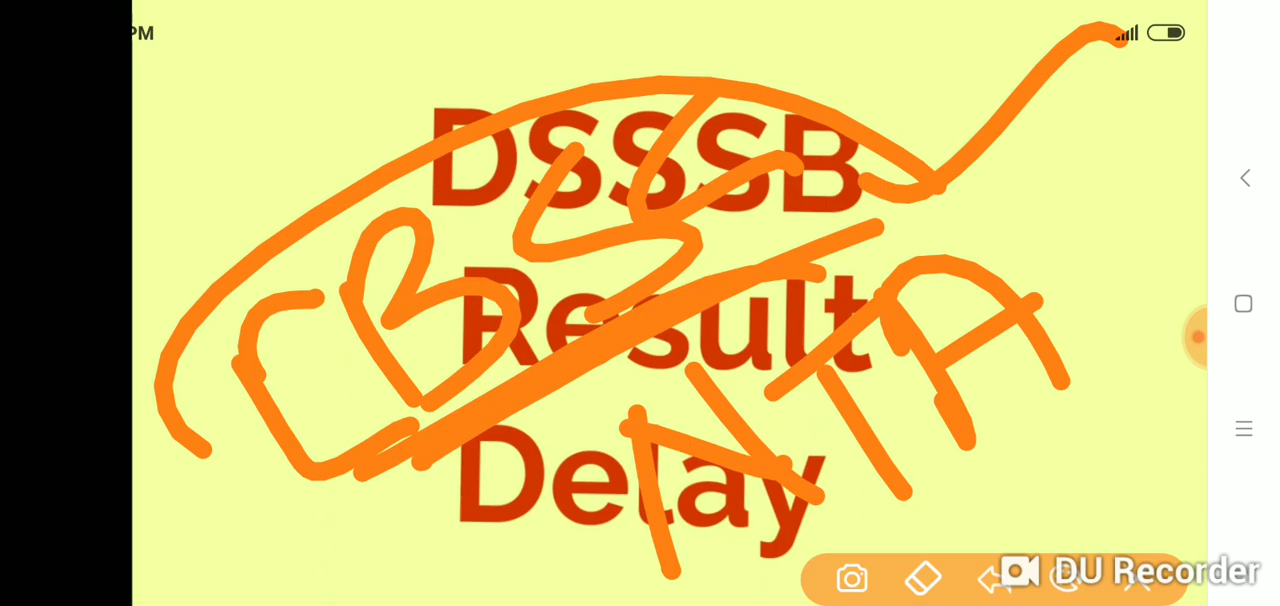 PM
DSSSB
CBSE
Result
NTA
Delay
DU Recorder